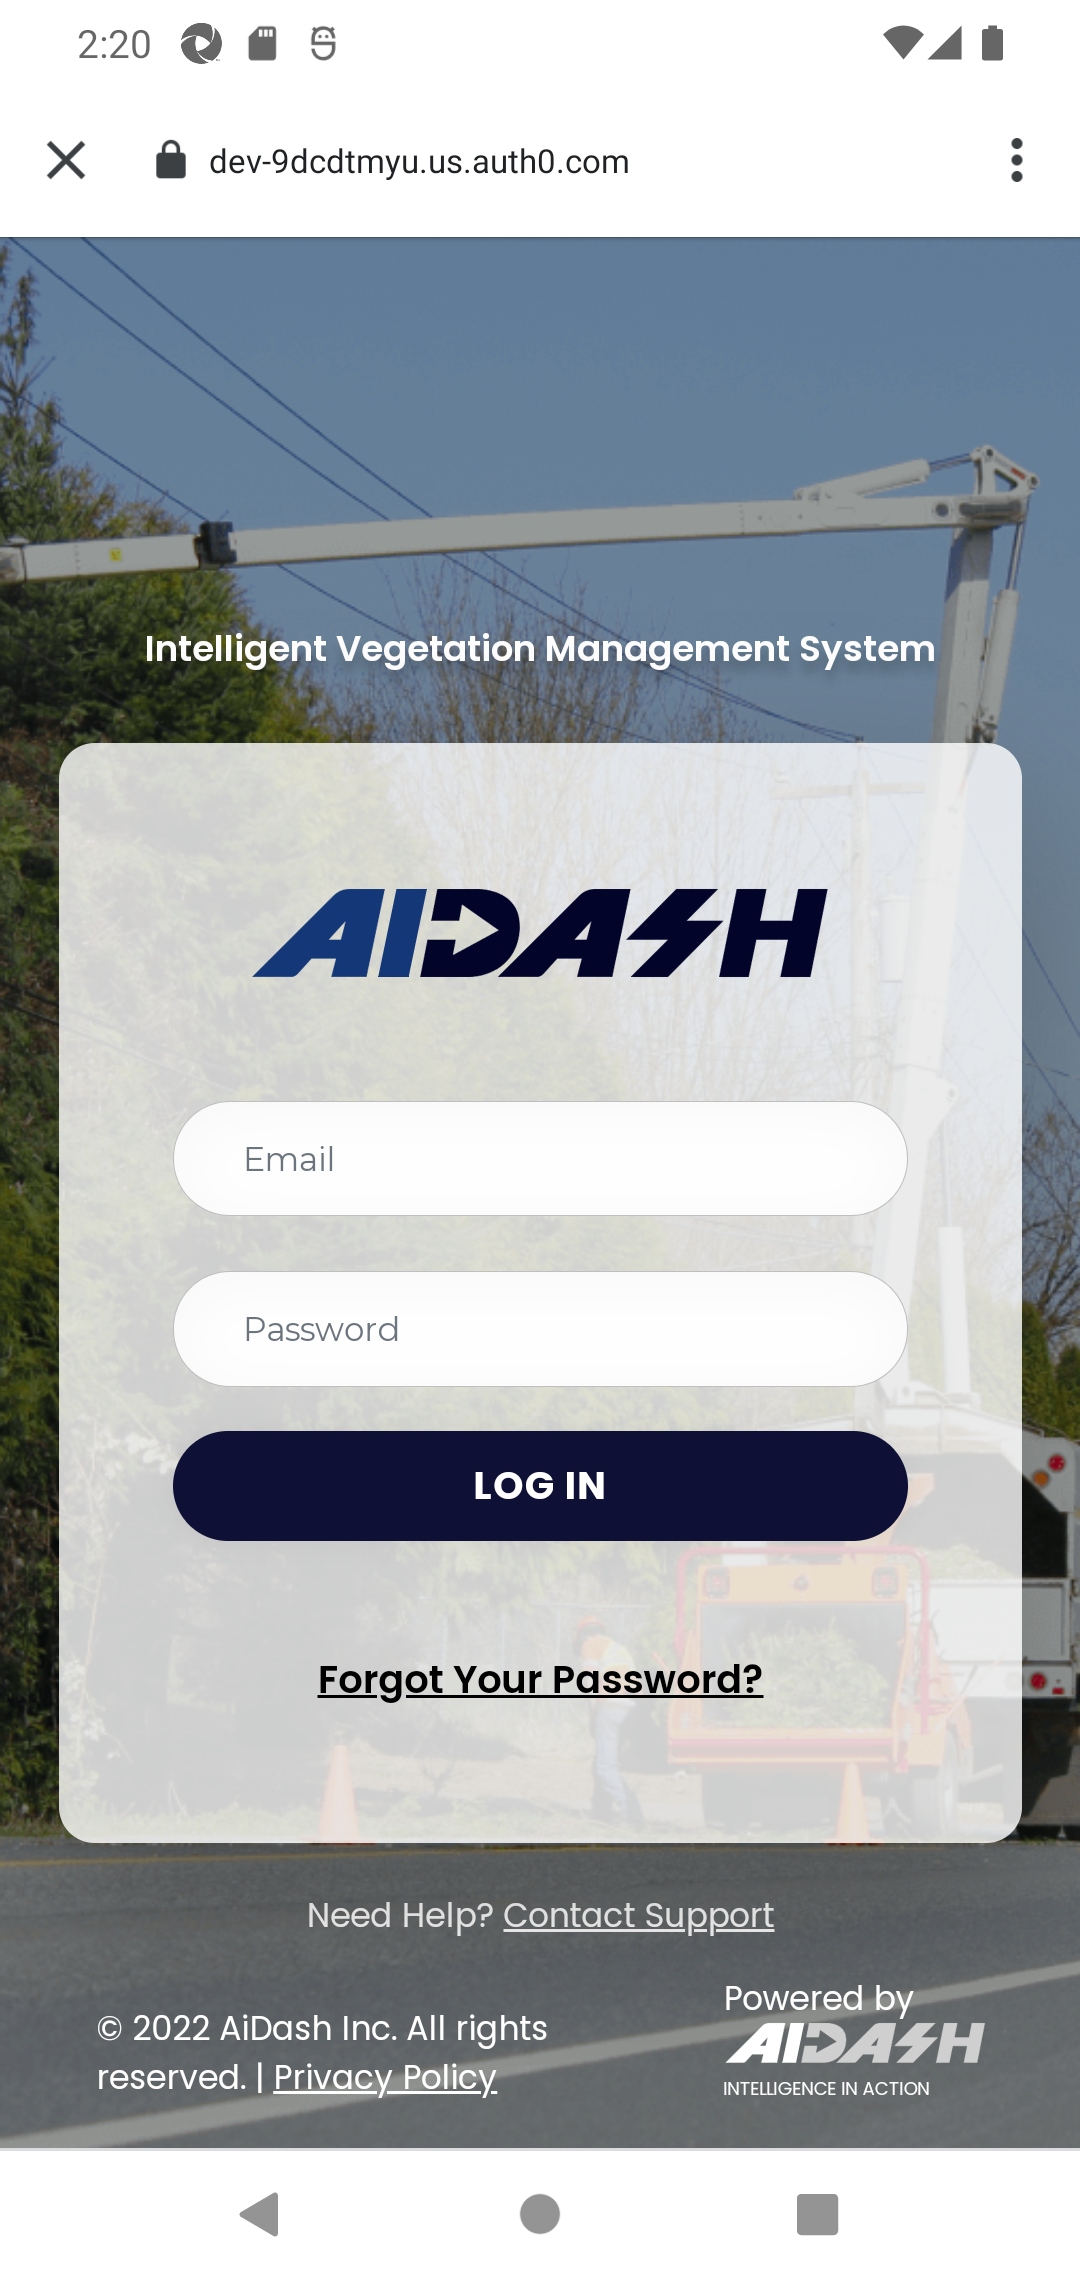 2:20
dev-9dcdtmyu.us.auth0.com
Intelligent Vegetation Management System
AIDASH
Email
Password
LOG IN
Forgot Your Password?
Need Help? Contact Support
© 2022 AiDash Inc. All rights
reserved. | Privacy Policy
Powered by
AIDASH
INTELLIGENCE IN ACTION